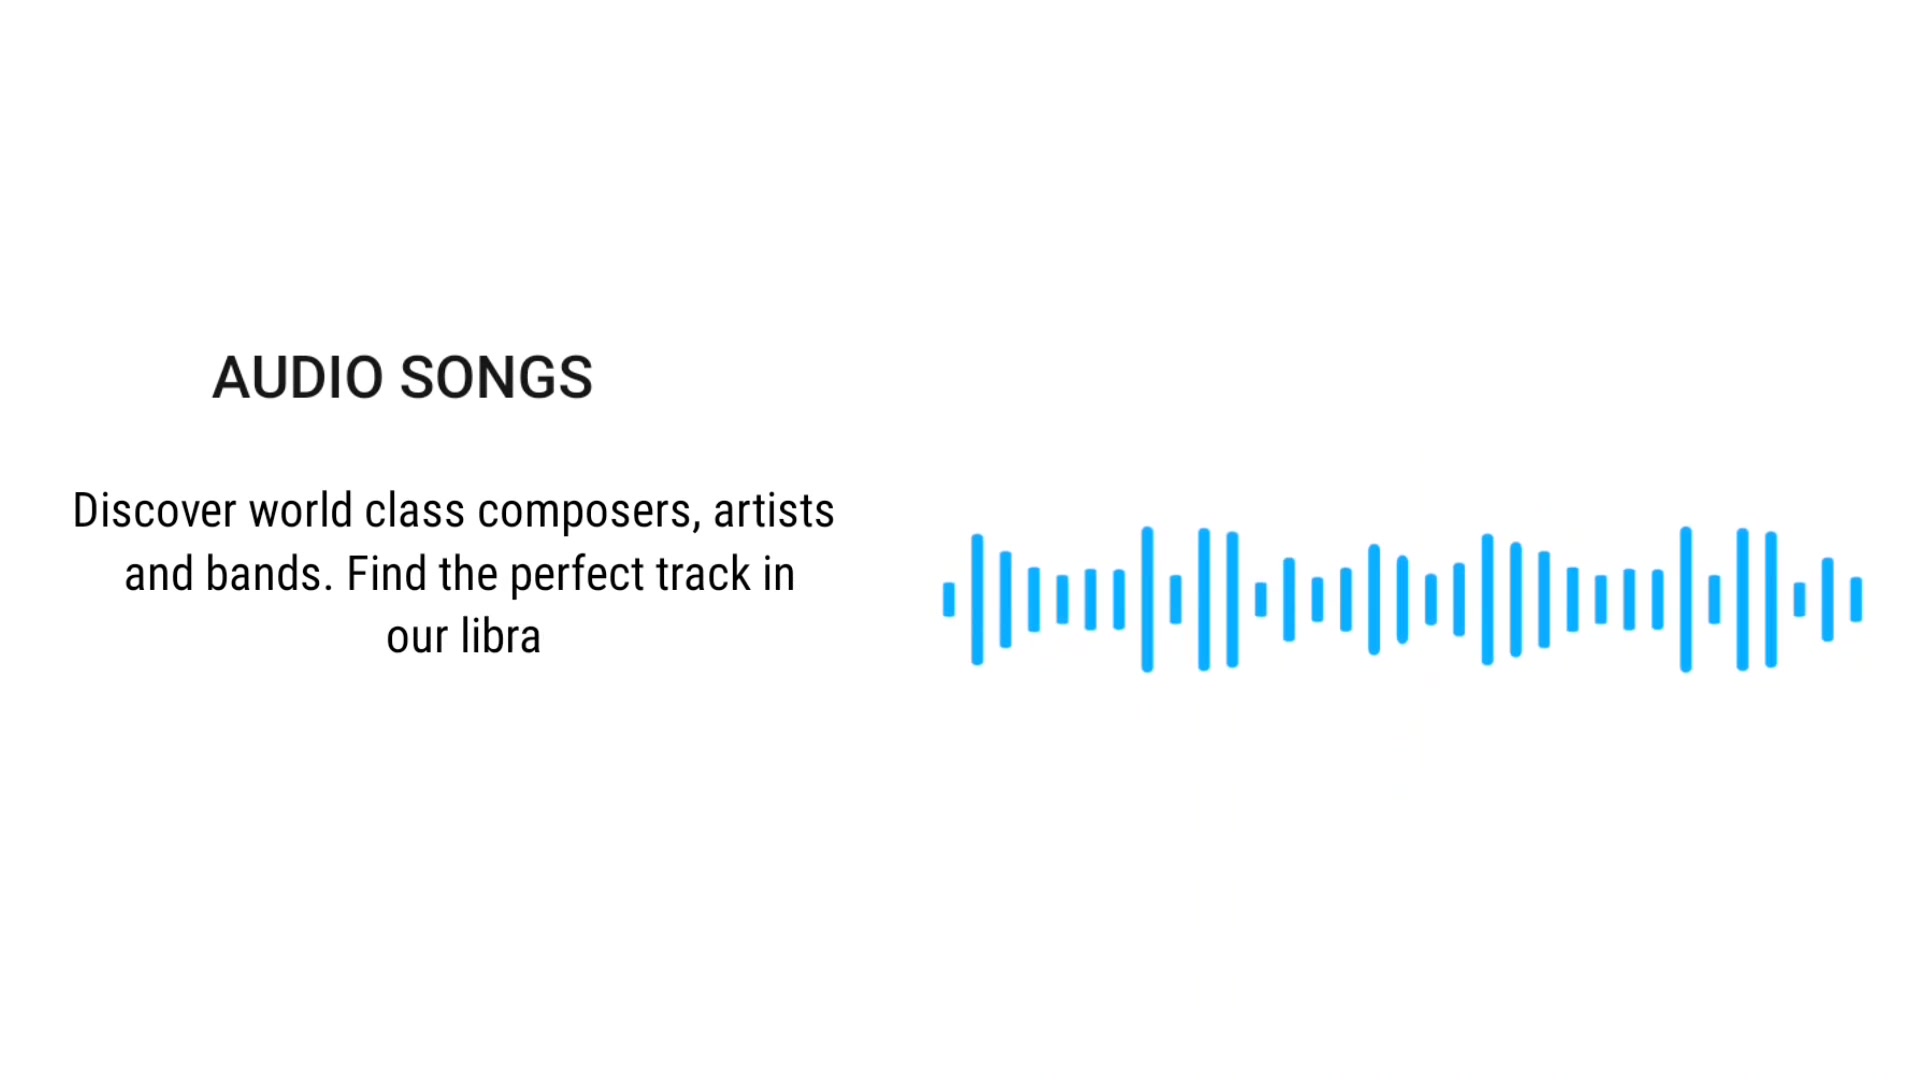 AUDIO SONGS
Discover world class composers, artists
and bands. Find the perfect track in
our libra